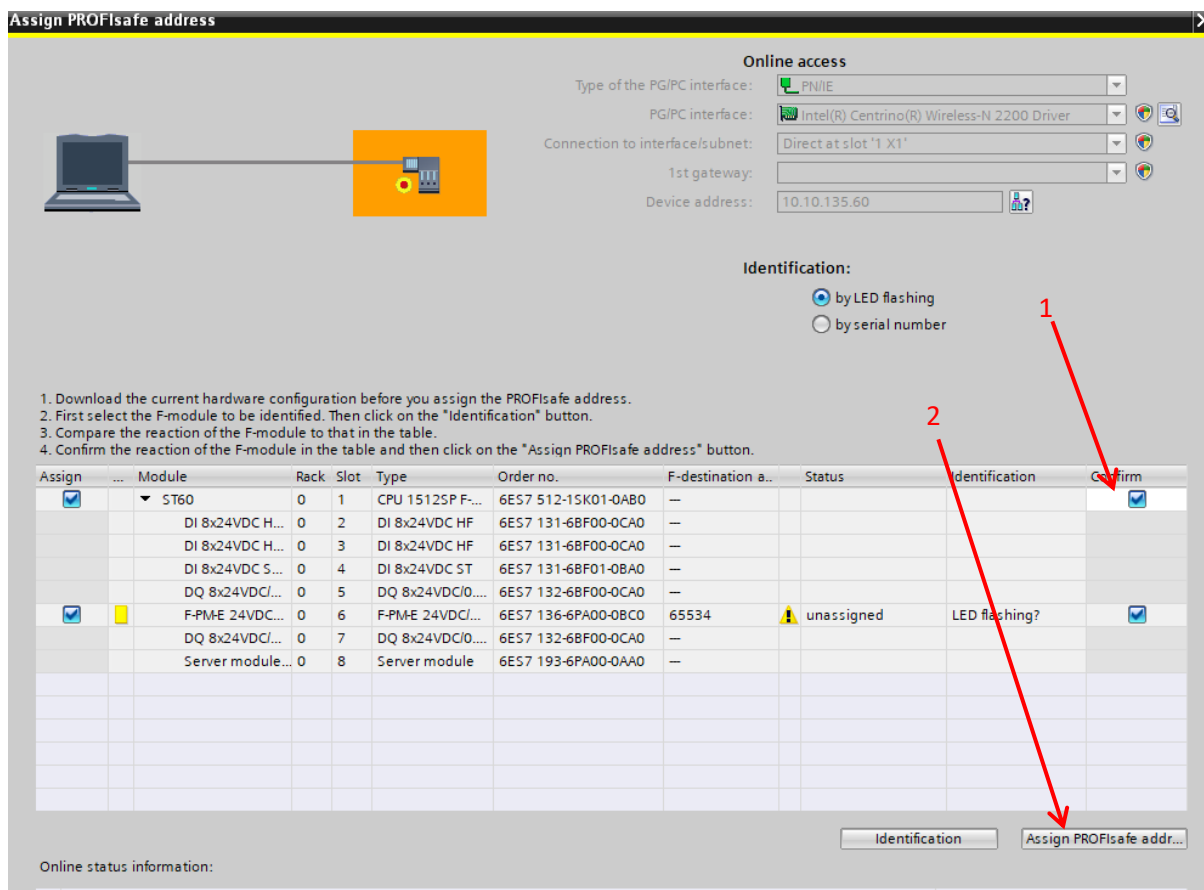 Assign PROFIsafe address
Online access
Type of the PG/PC interface: PN/IE
PG/PC interface: Intel(R) Centrino(R) Wireless-N 2200 Driver
Connection to interface/subnet: Direct at slot '1 X1'
1st gateway:
Device address: 10.10.135.60
Identification:
by LED flashing
by serial number
1
1. Download the current hardware configuration before you assign the PROFIsafe address.
2. First select the F-module to be identified. Then click on the "Identification" button.
3. Compare the reaction of the F-module to that in the table.
4. Confirm the reaction of the F-module in the table and then click on the "Assign PROFIsafe address" button.
2
Assign ... Module Rack Slot Type Order no. F-destination a.. Status Identification Confirm
ST60 0 1 CPU 1512SP F-... 6ES7 512-1SK01-0AB0 —
DI 8x24VDC H... 0 2 DI 8x24VDC HF 6ES7 131-6BF00-0CA0 —
DI 8x24VDC H... 0 3 DI 8x24VDC HF 6ES7 131-6BF00-0CA0 —
DI 8x24VDC S... 0 4 DI 8x24VDC ST 6ES7 131-6BF01-0BA0 —
DQ 8x24VDC/... 0 5 DQ 8x24VDC/0.... 6ES7 132-6BF00-0CA0 —
F-PM-E 24VDC... 0 6 F-PM-E 24VDC/... 6ES7 136-6PA00-0BC0 65534 unassigned LED flashing?
DQ 8x24VDC/... 0 7 DQ 8x24VDC/0.... 6ES7 132-6BF00-0CA0 —
Server module... 0 8 Server module 6ES7 193-6PA00-0AA0 —
Identification Assign PROFIsafe addr...
Online status information: